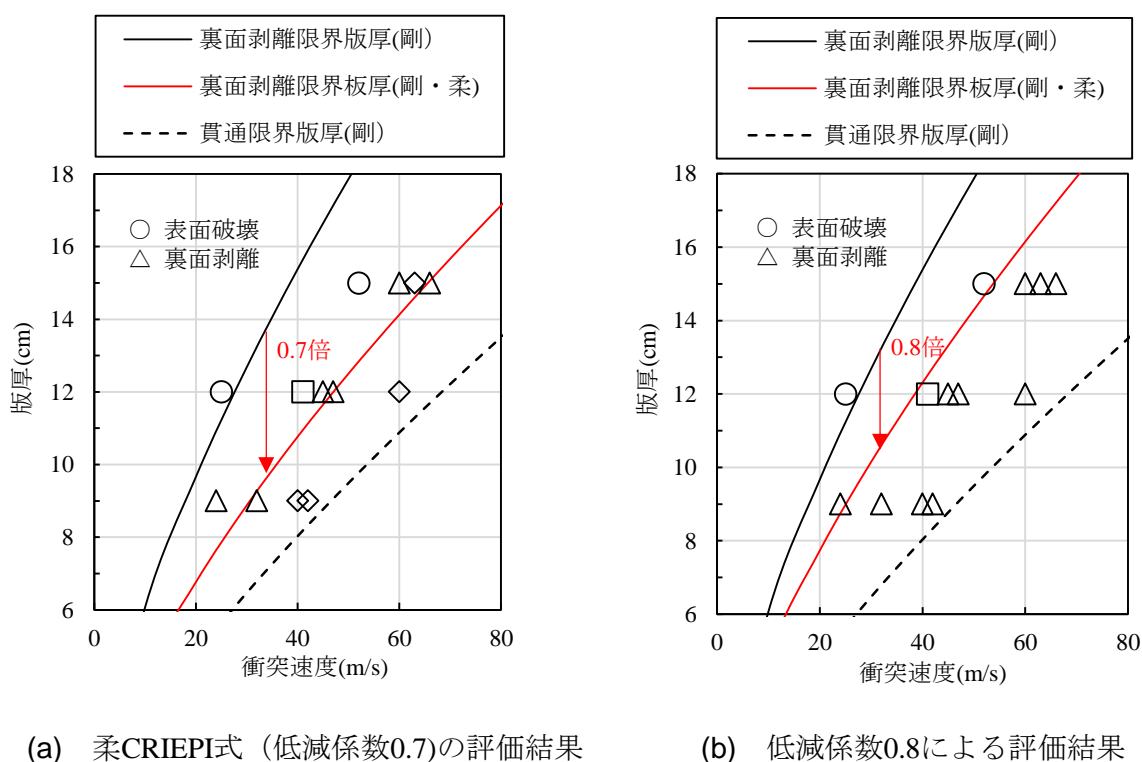 裏面剥離限界版厚(剛）
裏面剥離限界板厚(剛・柔)
貫通限界版厚(剛）
18
16
14
12
10
8
6
0
20
40
60
80
版厚(cm)
衝突速度(m/s)
○ 表面破壊
△ 裏面剥離
0.7倍
(a) 柔CRIEPI式（低減係数0.7)の評価結果
裏面剥離限界版厚(剛）
裏面剥離限界板厚(剛・柔)
貫通限界版厚(剛）
18
16
14
12
10
8
6
0
20
40
60
80
版厚(cm)
衝突速度(m/s)
○ 表面破壊
△ 裏面剥離
0.8倍
(b) 低減係数0.8による評価結果